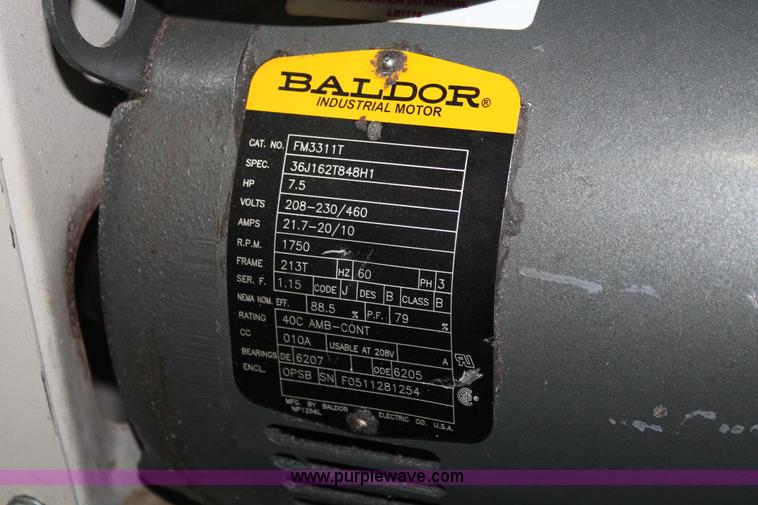 LB1115
BALDOR®
INDUSTRIAL MOTOR
CAT. NO. FM3311T
SPEC. 36J162T848H1
HP 7.5
VOLTS 208-230/460
AMPS 21.7-20/10
R.P.M. 1750
FRAME 213T HZ 60 PH 3
SER. F. 1.15 CODE J DES B CLASS B
NEMA NOM. EFF. 88.5 % P.F. 79 %
RATING 40C AMB-CONT
CC 010A USABLE AT 208V A
BEARINGS DE 6207 ODE 6205
ENCL. OPSB SN F0511281254
MFG. BY BALDOR ELECTRIC CO. U.S.A.
NP1256L
www.purplewave.com